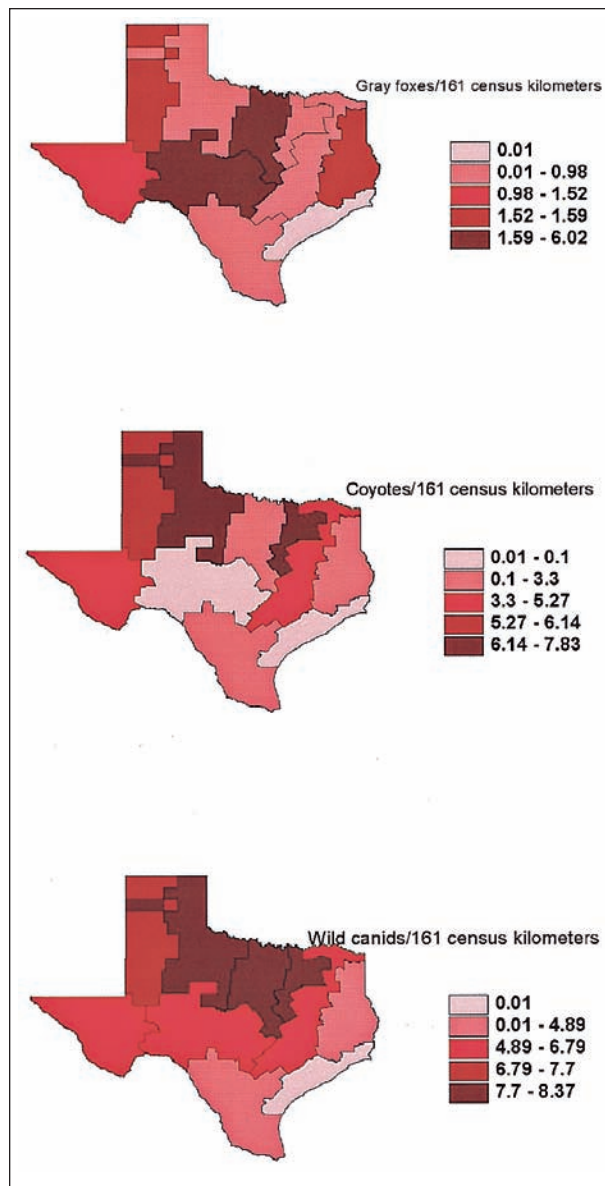 Gray foxes/161 census kilometers
0.01
0.01 - 0.98
0.98 - 1.52
1.52 - 1.59
1.59 - 6.02
Coyotes/161 census kilometers
0.01 - 0.1
0.1 - 3.3
3.3 - 5.27
5.27 - 6.14
6.14 - 7.83
Wild canids/161 census kilometers
0.01
0.01 - 4.89
4.89 - 6.79
6.79 - 7.7
7.7 - 8.37